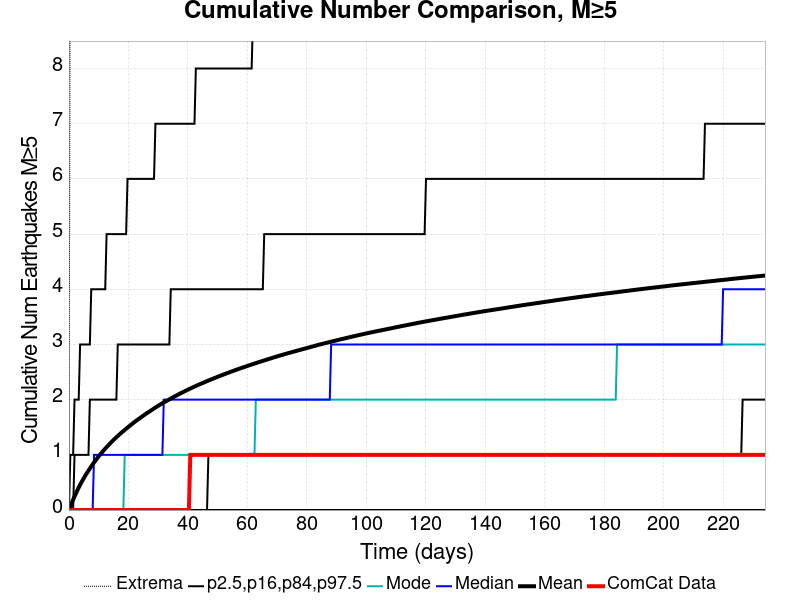 Cumulative Number Comparison, M≥5
Cumulative Num Earthquakes M≥5
8
7
6
5
4
3
2
1
0
0 20 40 60 80 100 120 140 160 180 200 220
Time (days)
Extrema p2.5,p16,p84,p97.5 Mode Median Mean ComCat Data